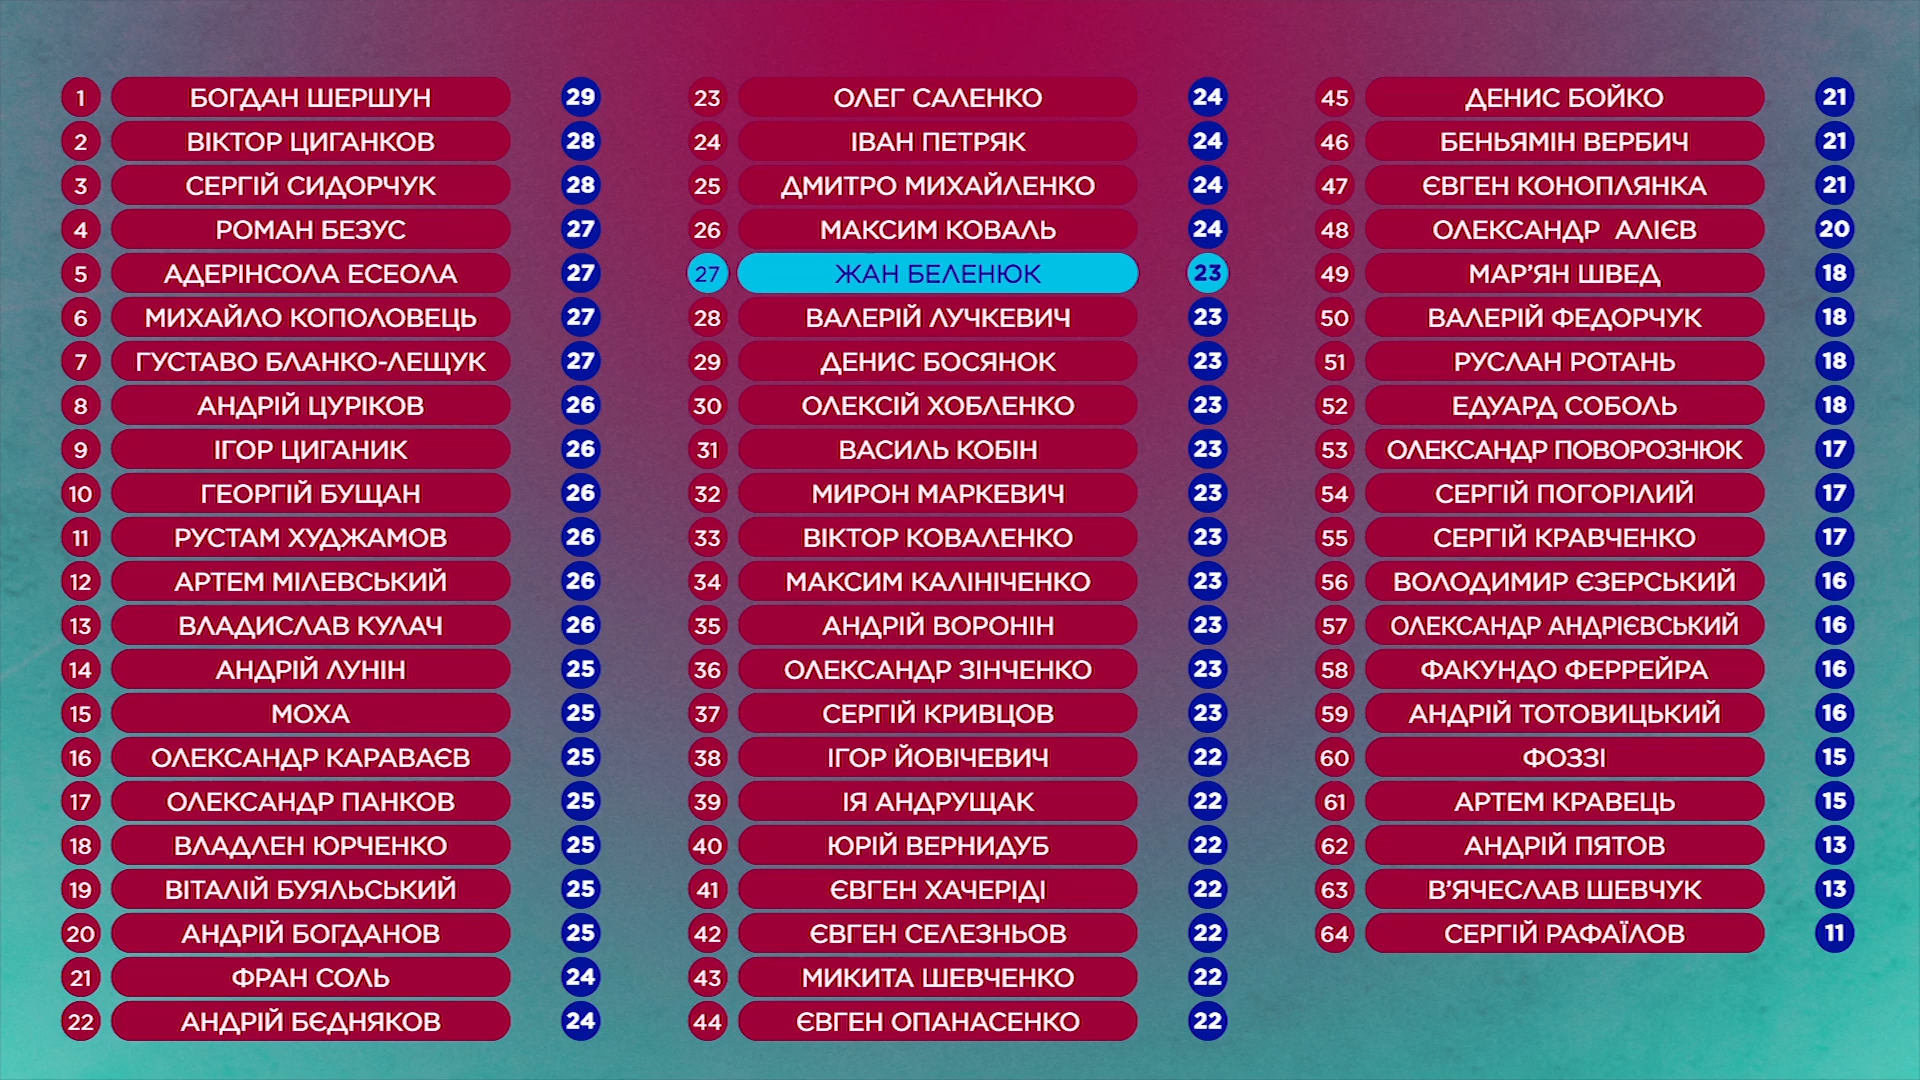 1 БОГДАН ШЕРШУН 29
2 ВІКТОР ЦИГАНКОВ 28
3 СЕРГІЙ СИДОРЧУК 28
4 РОМАН БЕЗУС 27
5 АДЕРІНСОЛА ЕСЕОЛА 27
6 МИХАЙЛО КОПОЛОВЕЦЬ 27
7 ГУСТАВО БЛАНКО-ЛЕЩУК 27
8 АНДРІЙ ЦУРІКОВ 26
9 ІГОР ЦИГАНИК 26
10 ГЕОРГІЙ БУЩАН 26
11 РУСТАМ ХУДЖАМОВ 26
12 АРТЕМ МІЛЕВСЬКИЙ 26
13 ВЛАДИСЛАВ КУЛАЧ 26
14 АНДРІЙ ЛУНІН 25
15 МОХА 25
16 ОЛЕКСАНДР КАРАВАЄВ 25
17 ОЛЕКСАНДР ПАНКОВ 25
18 ВЛАДЛЕН ЮРЧЕНКО 25
19 ВІТАЛІЙ БУЯЛЬСЬКИЙ 25
20 АНДРІЙ БОГДАНОВ 25
21 ФРАН СОЛЬ 24
22 АНДРІЙ БЄДНЯКОВ 24
23 ОЛЕГ САЛЕНКО 24
24 ІВАН ПЕТРЯК 24
25 ДМИТРО МИХАЙЛЕНКО 24
26 МАКСИМ КОВАЛЬ 24
27 ЖАН БЕЛЕНЮК 23
28 ВАЛЕРІЙ ЛУЧКЕВИЧ 23
29 ДЕНИС БОСЯНОК 23
30 ОЛЕКСІЙ ХОБЛЕНКО 23
31 ВАСИЛЬ КОБІН 23
32 МИРОН МАРКЕВИЧ 23
33 ВІКТОР КОВАЛЕНКО 23
34 МАКСИМ КАЛІНІЧЕНКО 23
35 АНДРІЙ ВОРОНІН 23
36 ОЛЕКСАНДР ЗІНЧЕНКО 23
37 СЕРГІЙ КРИВЦОВ 23
38 ІГОР ЙОВІЧЕВИЧ 22
39 ІЯ АНДРУЩАК 22
40 ЮРІЙ ВЕРНИДУБ 22
41 ЄВГЕН ХАЧЕРІДІ 22
42 ЄВГЕН СЕЛЕЗНЬОВ 22
43 МИКИТА ШЕВЧЕНКО 22
44 ЄВГЕН ОПАНАСЕНКО 22
45 ДЕНИС БОЙКО 21
46 БЕНЬЯМІН ВЕРБИЧ 21
47 ЄВГЕН КОНОПЛЯНКА 21
48 ОЛЕКСАНДР АЛІЄВ 20
49 МАР’ЯН ШВЕД 18
50 ВАЛЕРІЙ ФЕДОРЧУК 18
51 РУСЛАН РОТАНЬ 18
52 ЕДУАРД СОБОЛЬ 18
53 ОЛЕКСАНДР ПОВОРОЗНЮК 17
54 СЕРГІЙ ПОГОРІЛИЙ 17
55 СЕРГІЙ КРАВЧЕНКО 17
56 ВОЛОДИМИР ЄЗЕРСЬКИЙ 16
57 ОЛЕКСАНДР АНДРІЄВСЬКИЙ 16
58 ФАКУНДО ФЕРРЕЙРА 16
59 АНДРІЙ ТОТОВИЦЬКИЙ 16
60 ФОЗЗІ 15
61 АРТЕМ КРАВЕЦЬ 15
62 АНДРІЙ ПЯТОВ 13
63 В’ЯЧЕСЛАВ ШЕВЧУК 13
64 СЕРГІЙ РАФАЇЛОВ 11